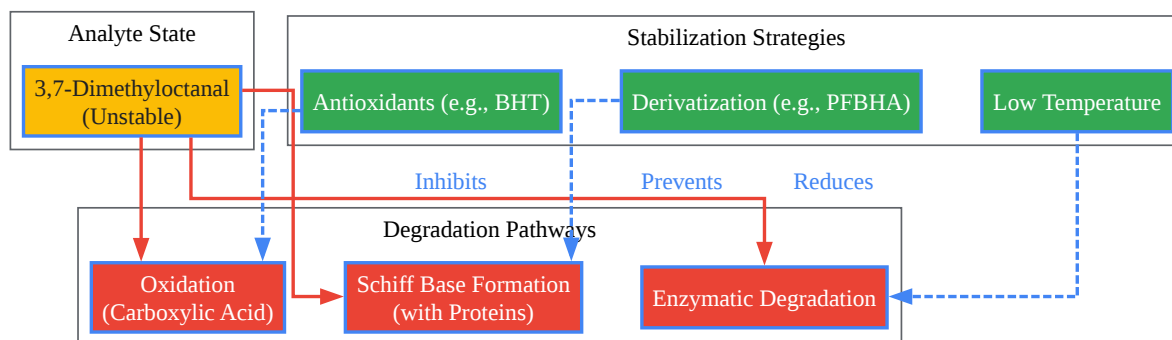 Analyte State
3,7-Dimethyloctanal
(Unstable)
Stabilization Strategies
Antioxidants (e.g., BHT)
Derivatization (e.g., PFBHA)
Low Temperature
Inhibits
Prevents
Reduces
Degradation Pathways
Oxidation
(Carboxylic Acid)
Schiff Base Formation
(with Proteins)
Enzymatic Degradation